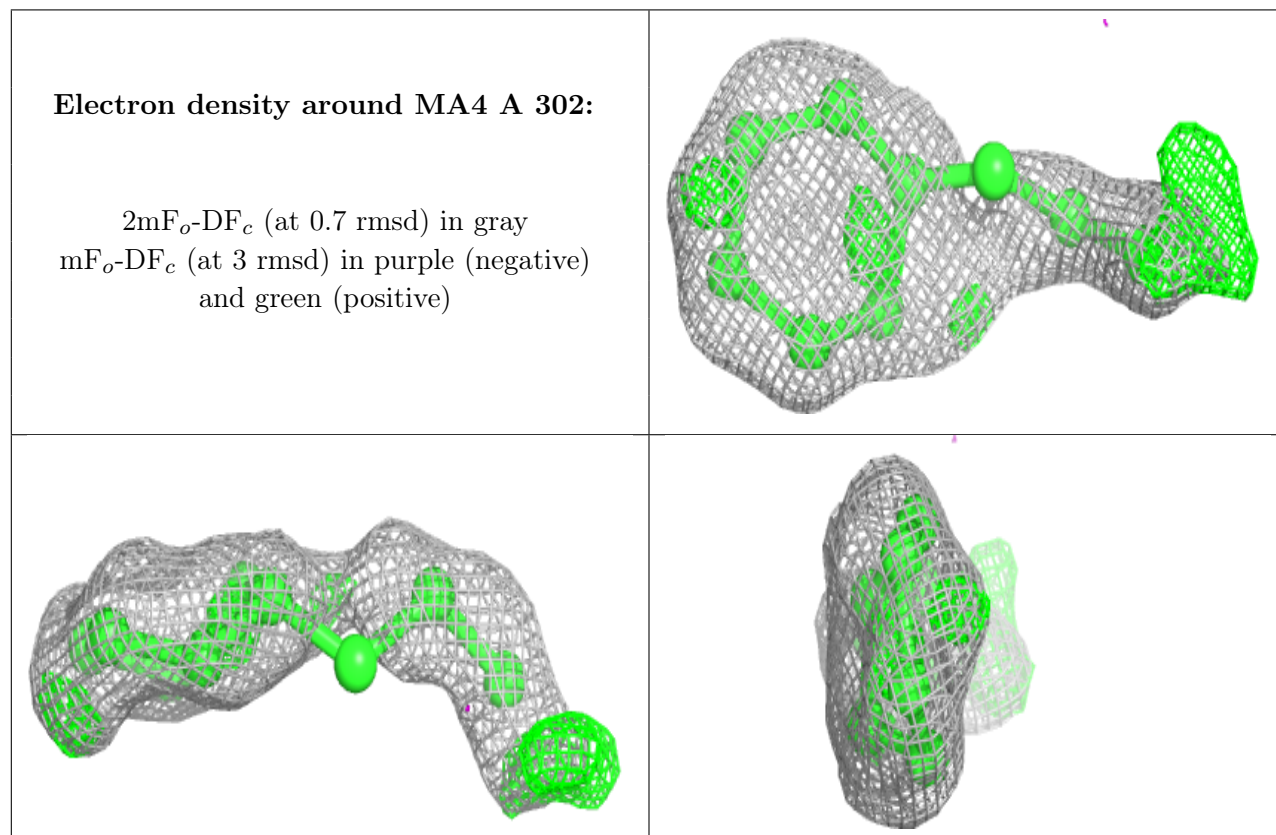 Electron density around MA4 A 302:
2mFₒ-DF𝒸 (at 0.7 rmsd) in gray
mFₒ-DF𝒸 (at 3 rmsd) in purple (negative)
and green (positive)